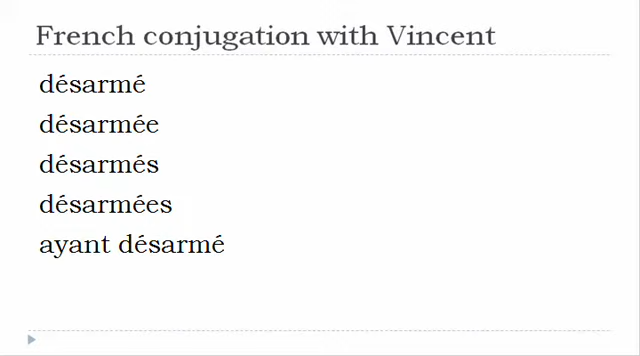 French conjugation with Vincent
désarmé
désarmée
désarmés
désarmées
ayant désarmé